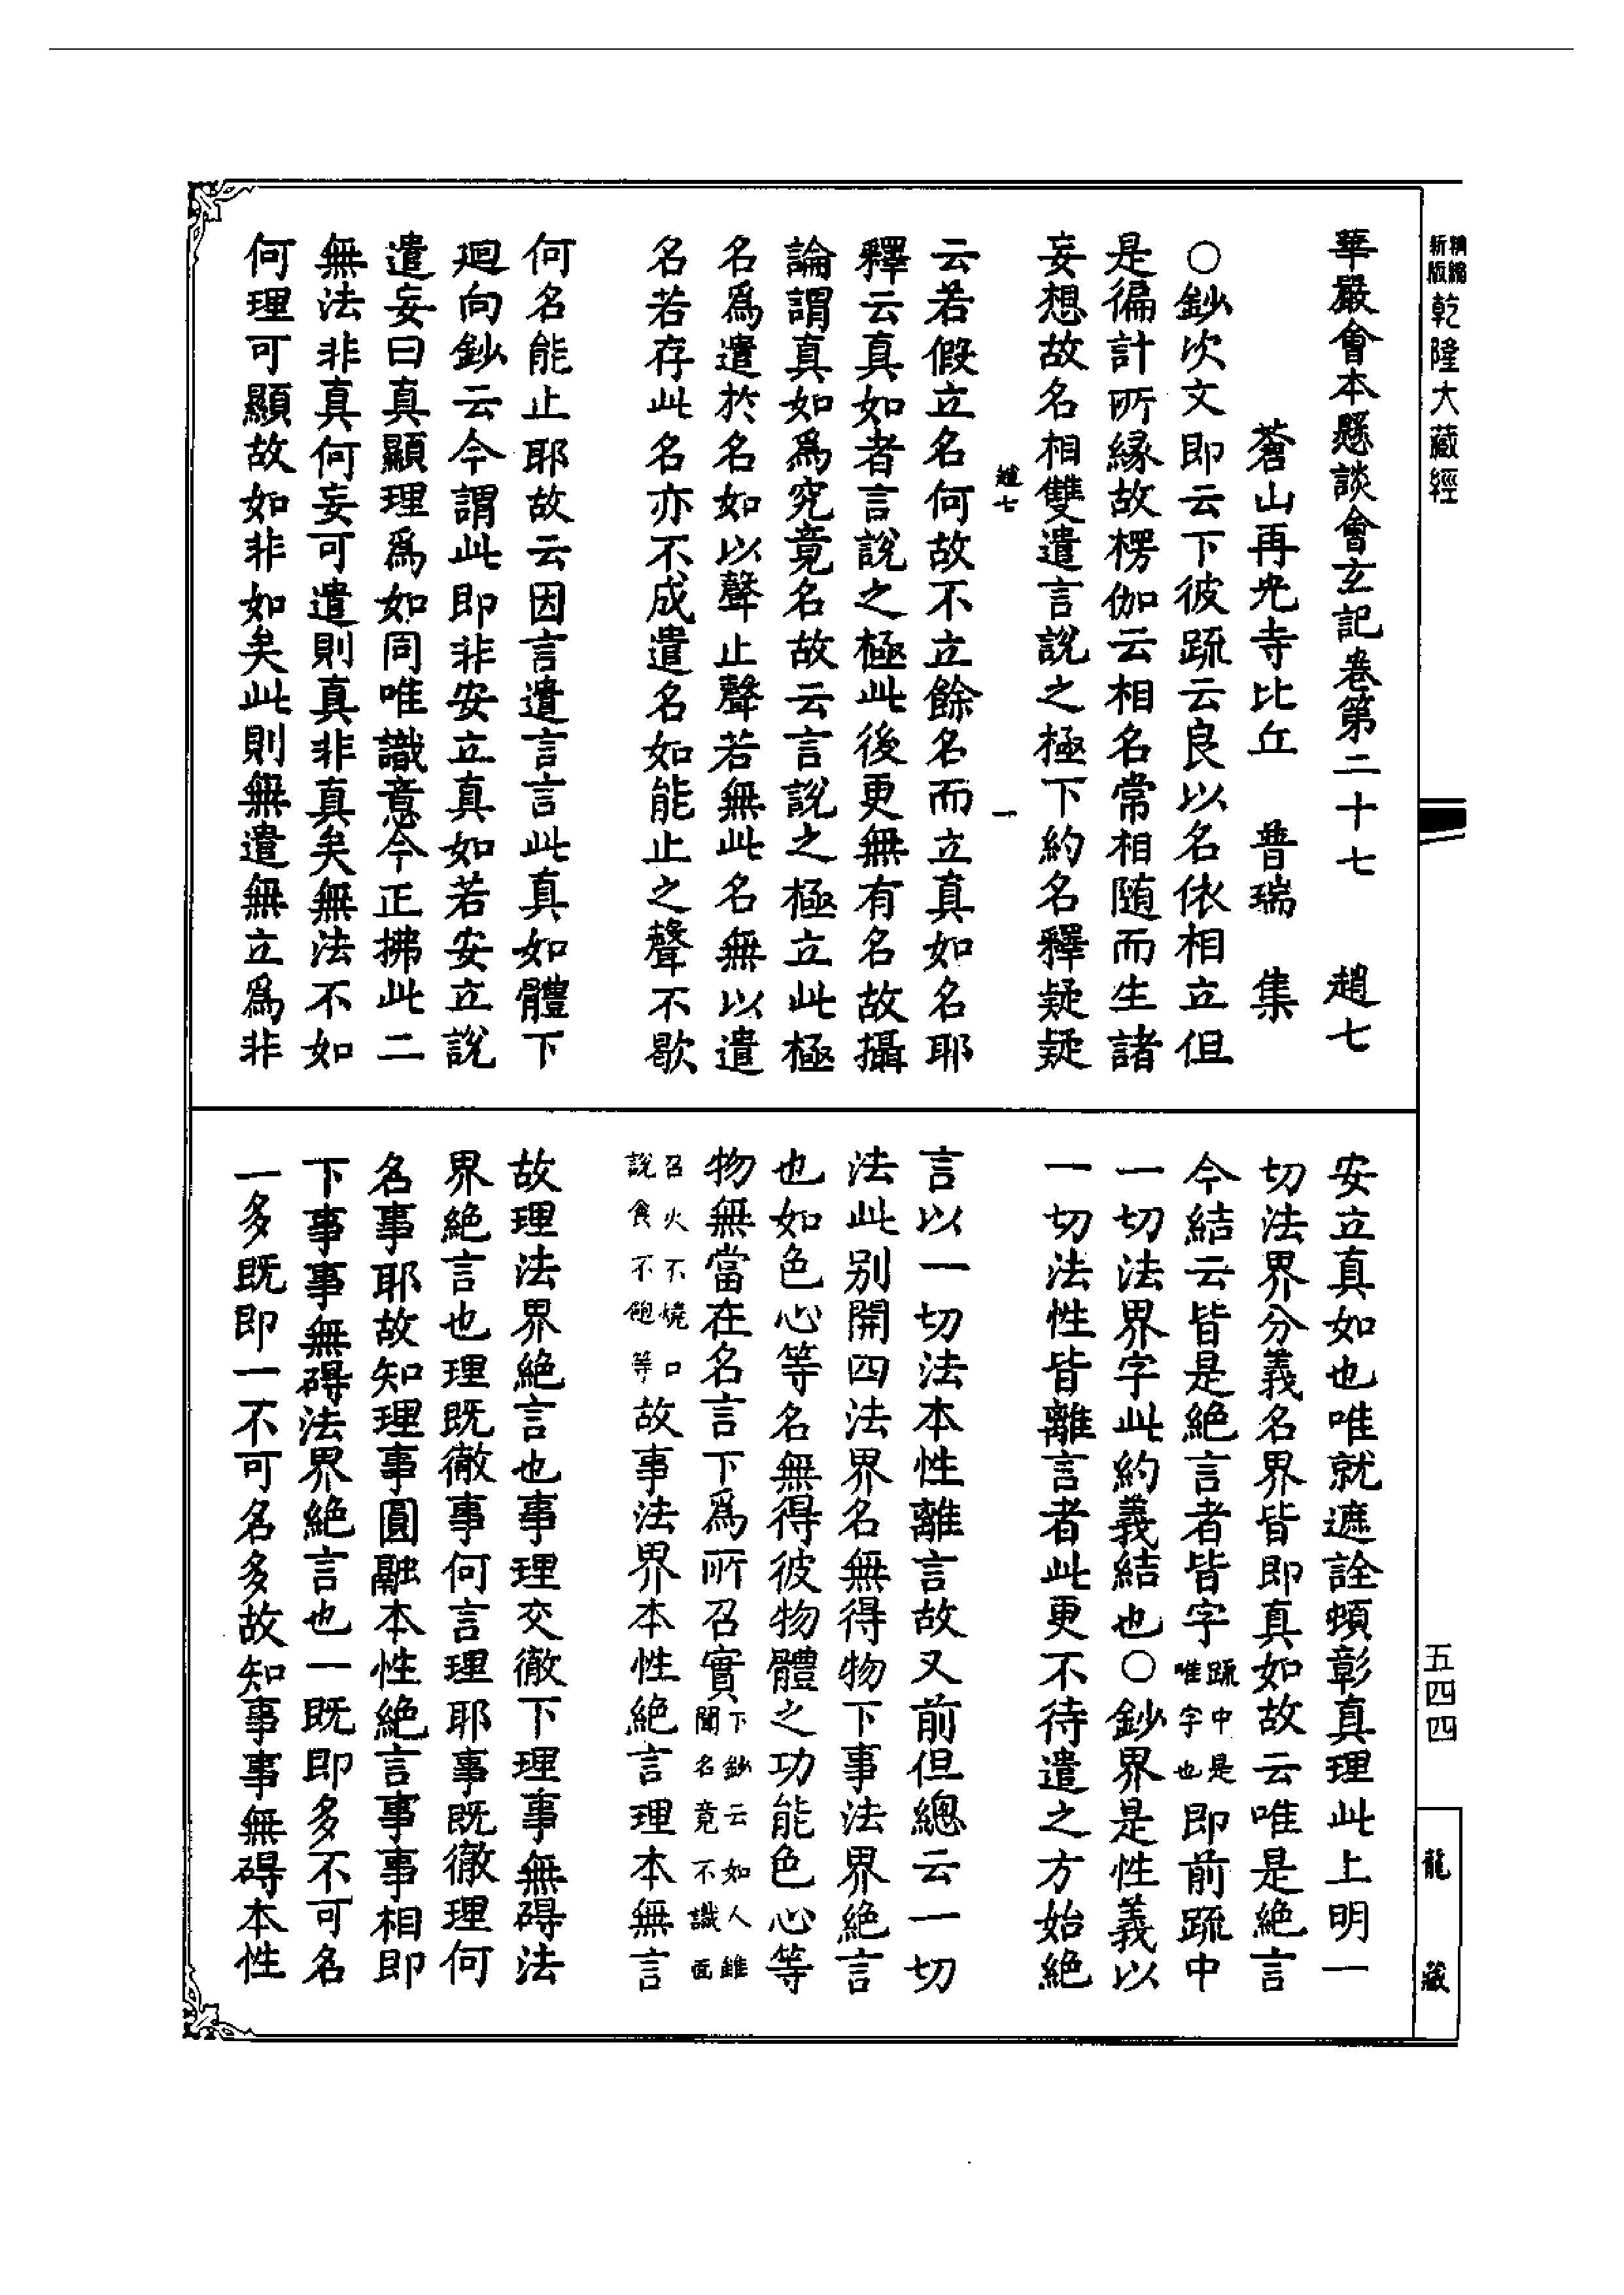 精編
新版
乾隆大藏經
華嚴會本懸談會玄記卷第二十七 趙七
蒼山再光寺比丘 普瑞 集
○鈔次文即云下彼䟽云良以名依相立但
是徧計所緣故楞伽云相名常相随而生諸
妄想故名相雙遣言說之極下約名釋疑疑
趙七 一
云若假立名何故不立餘名而立真如名耶
釋云真如者言說之極此後更無有名故攝
論謂真如爲究竟名故云言說之極立此極
名爲遣於名如以聲止聲若無此名無以遣
名若存此名亦不成遣名如能止之聲不歇
何名能止耶故云因言遣言言此真如體下
廻向鈔云今謂此即非安立真如若安立說
遣妄曰真顯理爲如同唯識意今正拂此二
無法非真何妄可遣則真非真矣無法不如
何理可顯故如非如矣此則無遣無立爲非
安立真如也唯就遮詮頓彰真理此上明一
切法界分義名界皆即真如故云唯是絕言
今結云皆是絕言者皆字䟽中是唯字也即前䟽中
一切法界字此約義結也○鈔界是性義以
一切法性皆離言者此更不待遣之方始絕
言以一切法本性離言故又前但總云一切
法此别開四法界名無得物下事法界絕言
也如色心等名無得彼物體之功能色心等
物無當在名言下爲所召實下鈔云如人雖聞名竟不識面
召火不燒口說食不飽等故事法界本性絕言理本無言
故理法界絕言也事理交徹下理事無碍法
界絕言也理既徹事何言理耶事既徹理何
名事耶故知理事圓融本性絕言事事相即
下事事無碍法界絕言也一既即多不可名
一多既即一不可名多故知事事無碍本性
五四四
龍藏